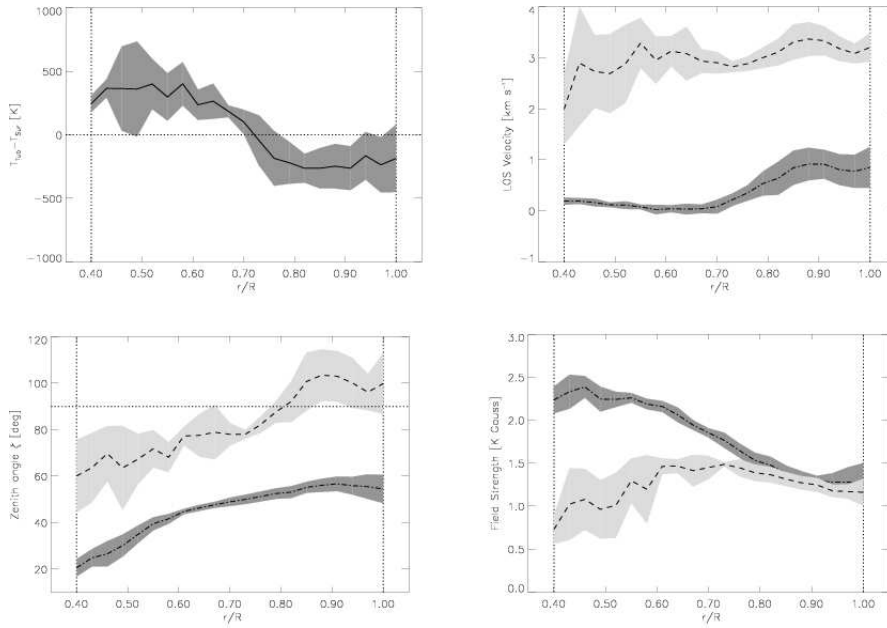 1000
500
0
−500
−1000
T_tub−T_sur [K]
0.40 0.50 0.60 0.70 0.80 0.90 1.00
r/R
4
3
2
1
0
−1
LOS Velocity [km s⁻¹]
0.40 0.50 0.60 0.70 0.80 0.90 1.00
r/R
120
100
80
60
40
20
Zenith angle ζ [deg]
0.40 0.50 0.60 0.70 0.80 0.90 1.00
r/R
3.0
2.5
2.0
1.5
1.0
0.5
0.0
Field Strength [K Gauss]
0.40 0.50 0.60 0.70 0.80 0.90 1.00
r/R